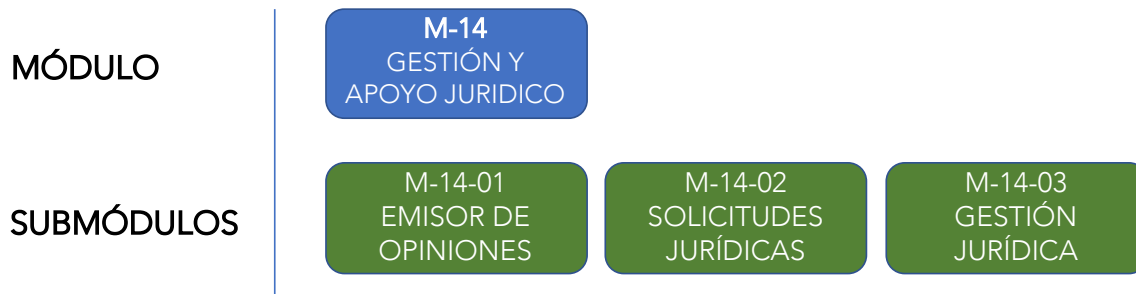 MÓDULO
M-14
GESTIÓN Y
APOYO JURIDICO
SUBMÓDULOS
M-14-01
EMISOR DE
OPINIONES
M-14-02
SOLICITUDES
JURÍDICAS
M-14-03
GESTIÓN
JURÍDICA